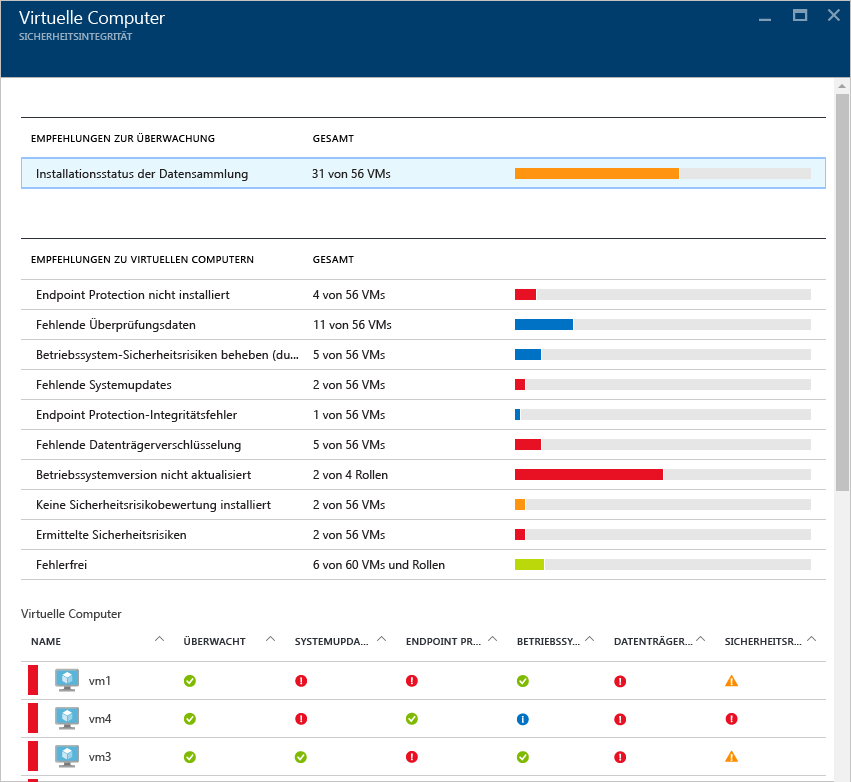 Virtuelle Computer
SICHERHEITSINTEGRITÄT
EMPFEHLUNGEN ZUR ÜBERWACHUNG GESAMT
Installationsstatus der Datensammlung 31 von 56 VMs
EMPFEHLUNGEN ZU VIRTUELLEN COMPUTERN GESAMT
Endpoint Protection nicht installiert 4 von 56 VMs
Fehlende Überprüfungsdaten 11 von 56 VMs
Betriebssystem-Sicherheitsrisiken beheben (du... 5 von 56 VMs
Fehlende Systemupdates 2 von 56 VMs
Endpoint Protection-Integritätsfehler 1 von 56 VMs
Fehlende Datenträgerverschlüsselung 5 von 56 VMs
Betriebssystemversion nicht aktualisiert 2 von 4 Rollen
Keine Sicherheitsrisikobewertung installiert 2 von 56 VMs
Ermittelte Sicherheitsrisiken 2 von 56 VMs
Fehlerfrei 6 von 60 VMs und Rollen
Virtuelle Computer
NAME ÜBERWACHT SYSTEMUPDA... ENDPOINT PR... BETRIEBSSY... DATENTRÄGER... SICHERHEITSR...
vm1
vm4
vm3